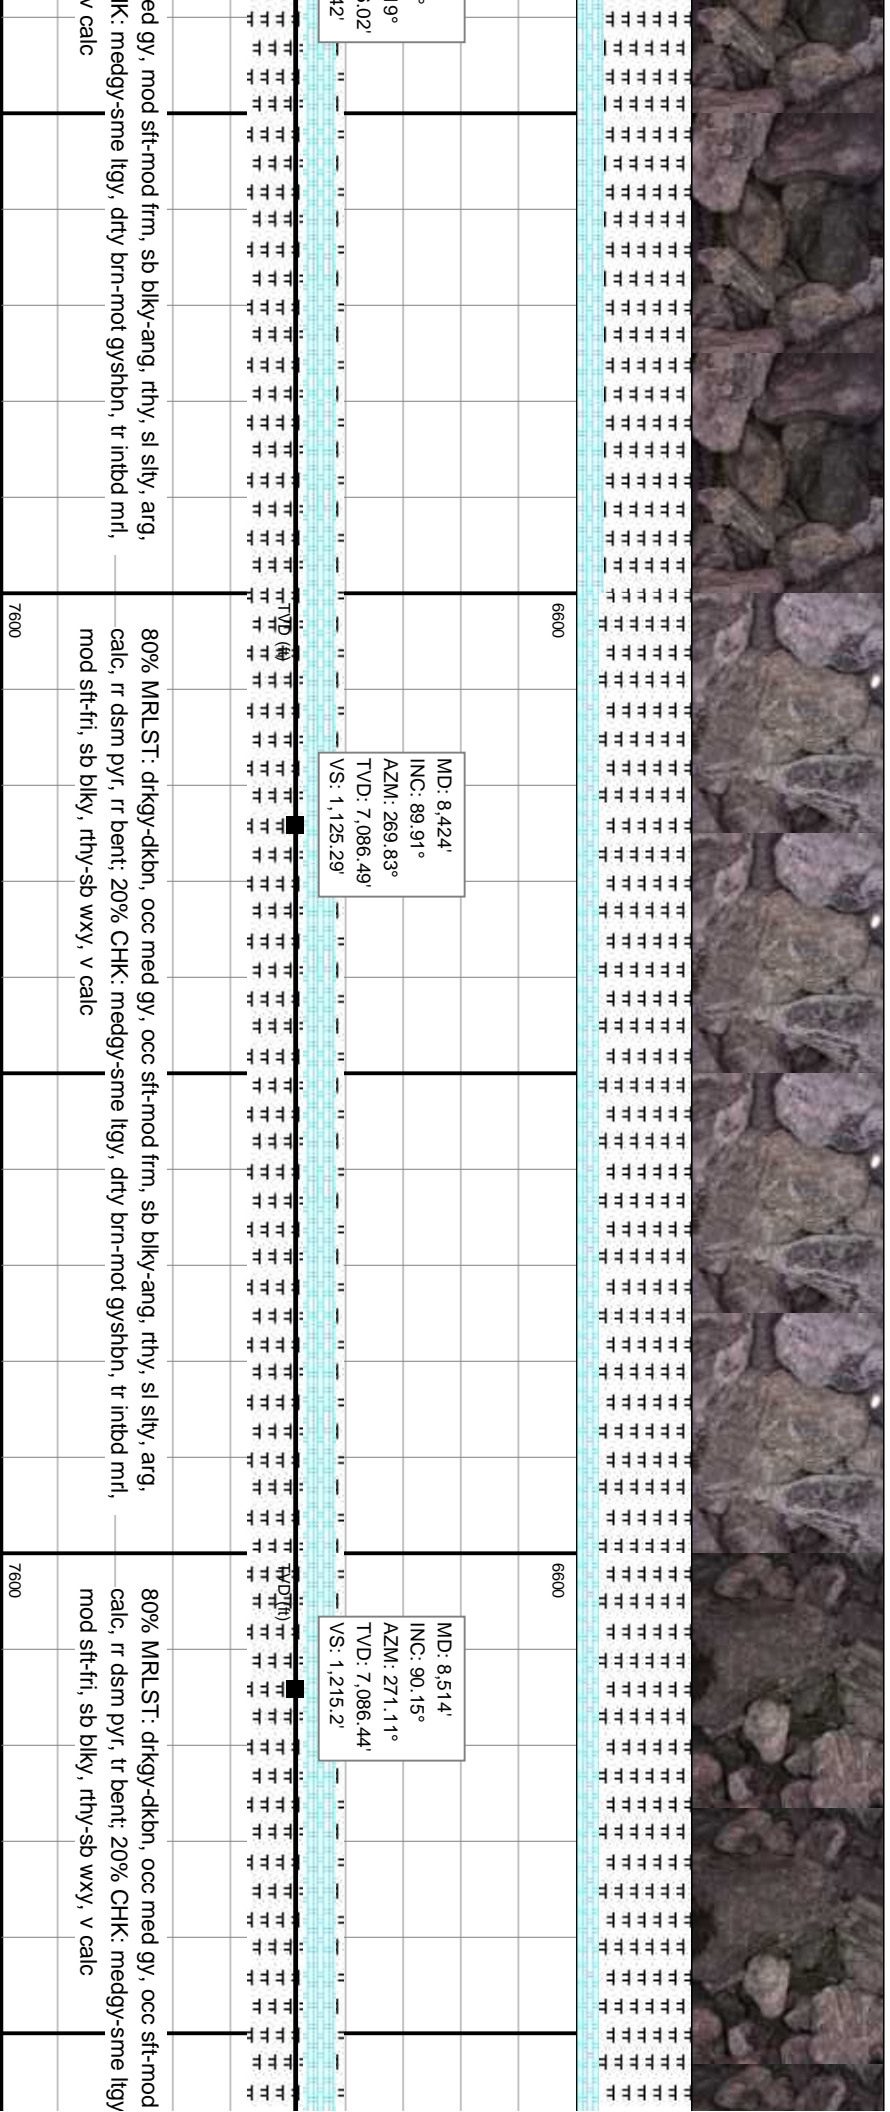 9°
6.02'
42'
ed gy, mod sft-mod frm, sb blky-ang, rthy, sl slty, arg,
HK: medgy-sme ltgy, drty brn-mot gyshbn, tr intbd mrl,
v calc
6600
TVD (ft)
7600
MD: 8,424'
INC: 89.91°
AZM: 269.83°
TVD: 7,086.49'
VS: 1,125.29'
80% MRLST: drkgy-dkbn, occ med gy, occ sft-mod frm, sb blky-ang, rthy, sl slty, arg,
calc, rr dsm pyr, rr bent; 20% CHK: medgy-sme ltgy, drty brn-mot gyshbn, tr intbd mrl,
mod sft-fri, sb blky, rthy-sb wxy, v calc
6600
TVD (ft)
7600
MD: 8,514'
INC: 90.15°
AZM: 271.11°
TVD: 7,086.44'
VS: 1,215.2'
80% MRLST: drkgy-dkbn, occ med gy, occ sft-mod
calc, rr dsm pyr, tr bent; 20% CHK: medgy-sme ltgy
mod sft-fri, sb blky, rthy-sb wxy, v calc